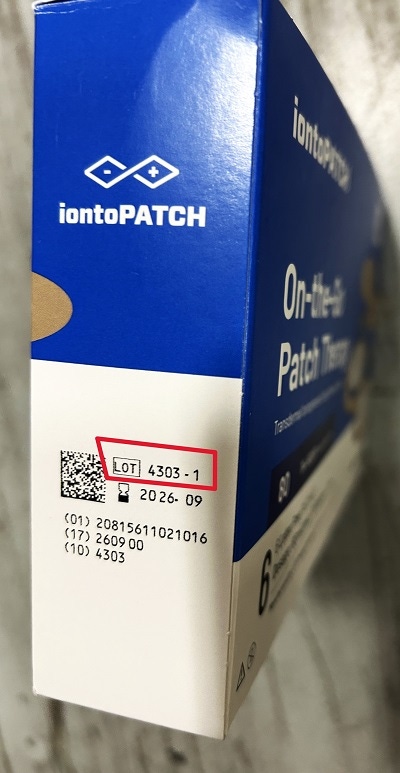 iontoPATCH
LOT 4303-1
2026-09
(01) 20815611021016
(17) 260900
(10) 4303
iontoPATCH
On-the-Go
Patch Therapy
80
6